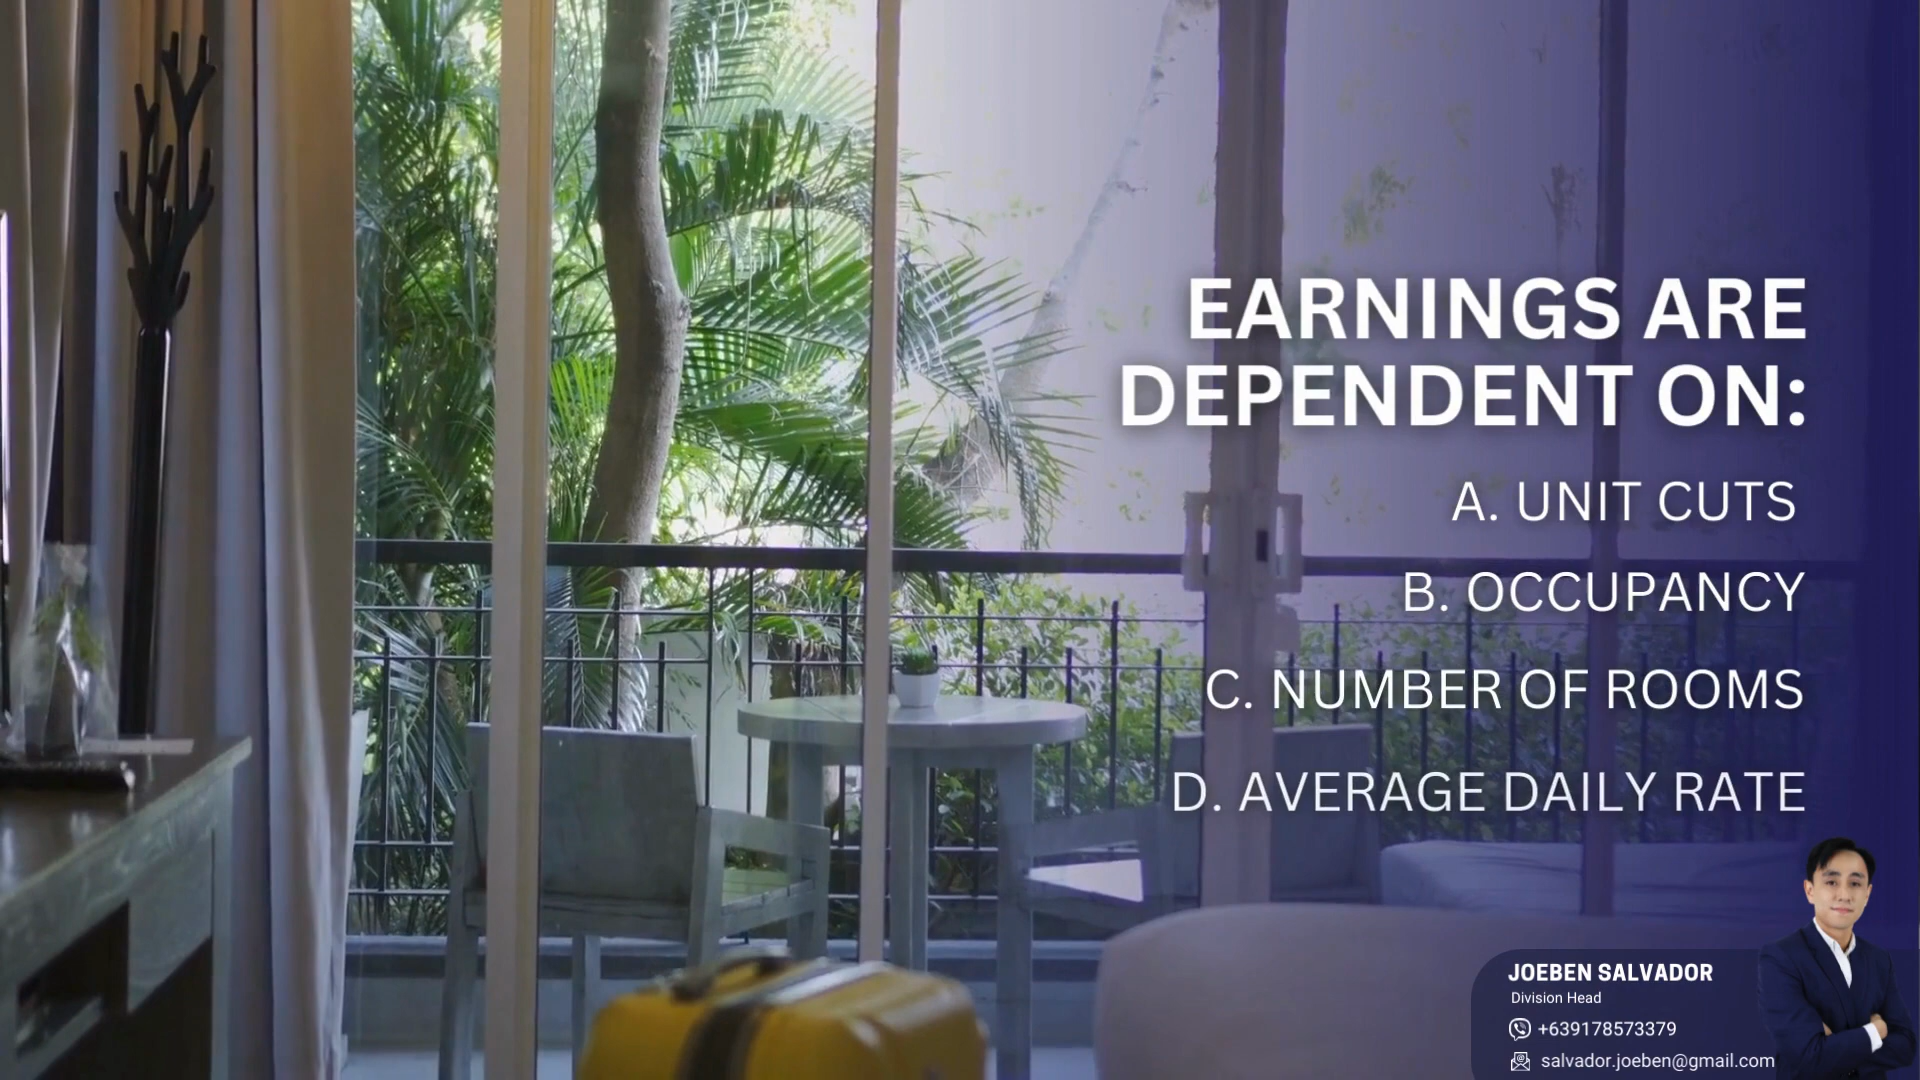 EARNINGS ARE
DEPENDENT ON:
A. UNIT CUTS
B. OCCUPANCY
C. NUMBER OF ROOMS
D. AVERAGE DAILY RATE
JOEBEN SALVADOR
Division Head
+639178573379
salvador.joeben@gmail.com